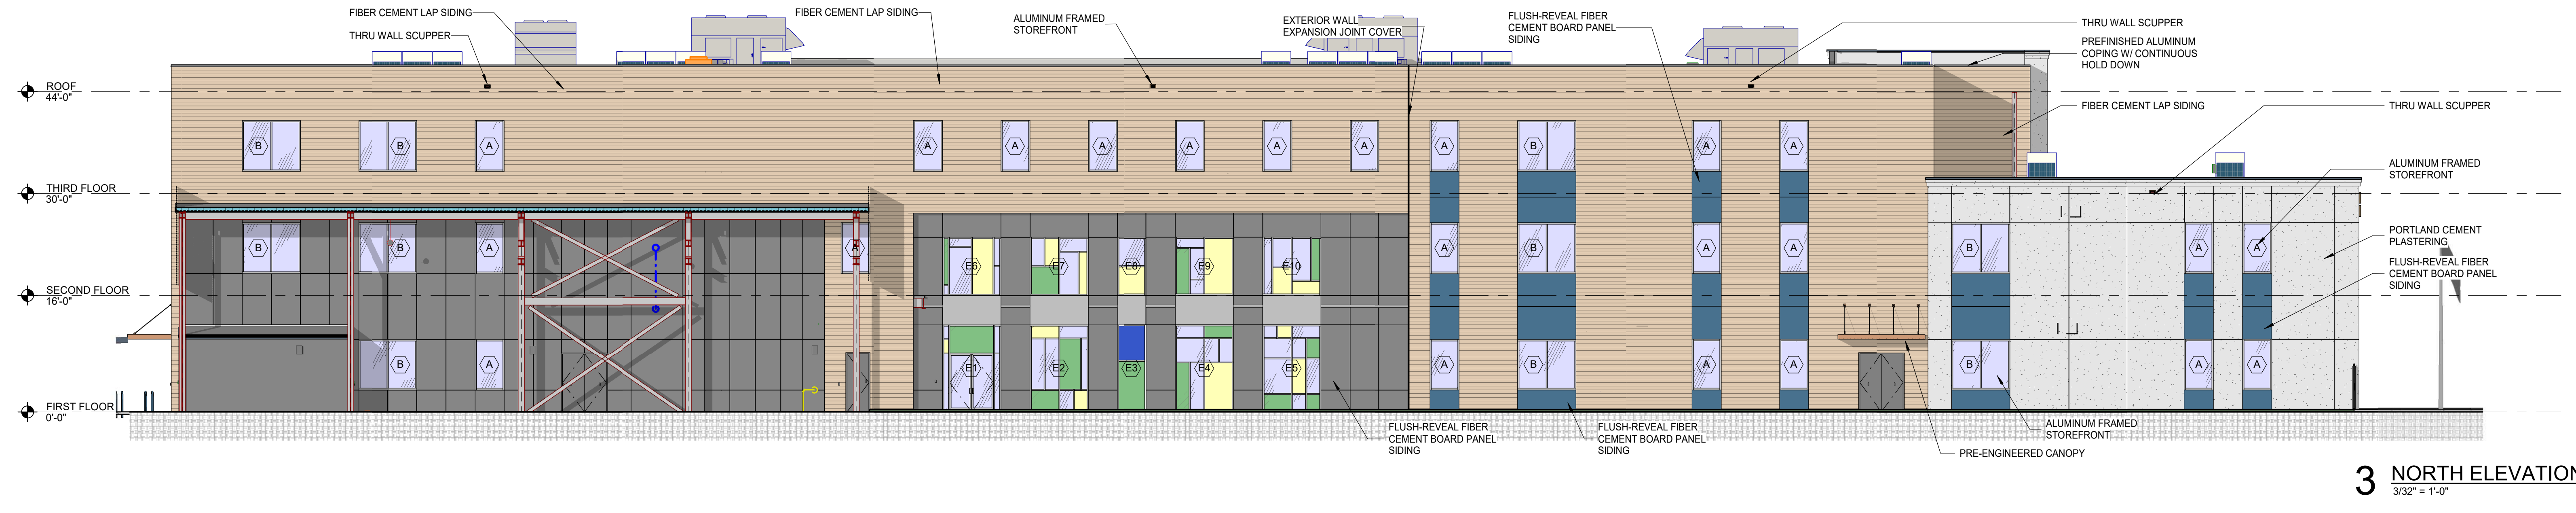 FIBER CEMENT LAP SIDING
THRU WALL SCUPPER
FIBER CEMENT LAP SIDING
ALUMINUM FRAMED
STOREFRONT
EXTERIOR WALL
EXPANSION JOINT COVER
FLUSH-REVEAL FIBER
CEMENT BOARD PANEL
SIDING
THRU WALL SCUPPER
PREFINISHED ALUMINUM
COPING W/ CONTINUOUS
HOLD DOWN
FIBER CEMENT LAP SIDING
THRU WALL SCUPPER
ALUMINUM FRAMED
STOREFRONT
PORTLAND CEMENT
PLASTERING
FLUSH-REVEAL FIBER
CEMENT BOARD PANEL
SIDING
ROOF
44'-0"
B B A A A A A A A A B A A
THIRD FLOOR
30'-0"
B B A A A B A A B A A
E6 E7 E8 E9 E10
SECOND FLOOR
16'-0"
B A A B A A B A A
E1 E2 E3 E4 E5
FIRST FLOOR
0'-0"
FLUSH-REVEAL FIBER
CEMENT BOARD PANEL
SIDING
FLUSH-REVEAL FIBER
CEMENT BOARD PANEL
SIDING
ALUMINUM FRAMED
STOREFRONT
PRE-ENGINEERED CANOPY
3 NORTH ELEVATION
3/32" = 1'-0"